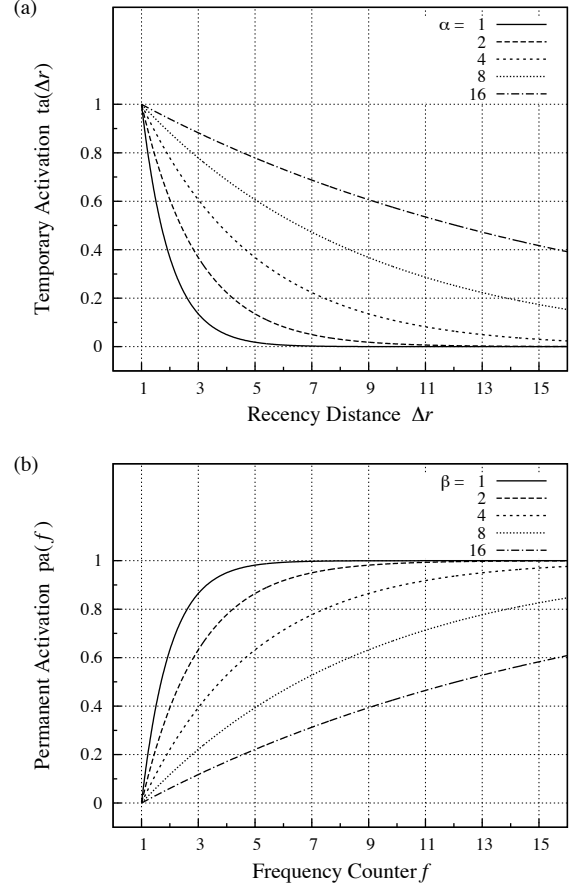 (a)
α = 1
2
4
8
16
Temporary Activation ta(Δr)
1
0.8
0.6
0.4
0.2
0
1 3 5 7 9 11 13 15
Recency Distance Δr
(b)
β = 1
2
4
8
16
Permanent Activation pa(f)
1
0.8
0.6
0.4
0.2
0
1 3 5 7 9 11 13 15
Frequency Counter f